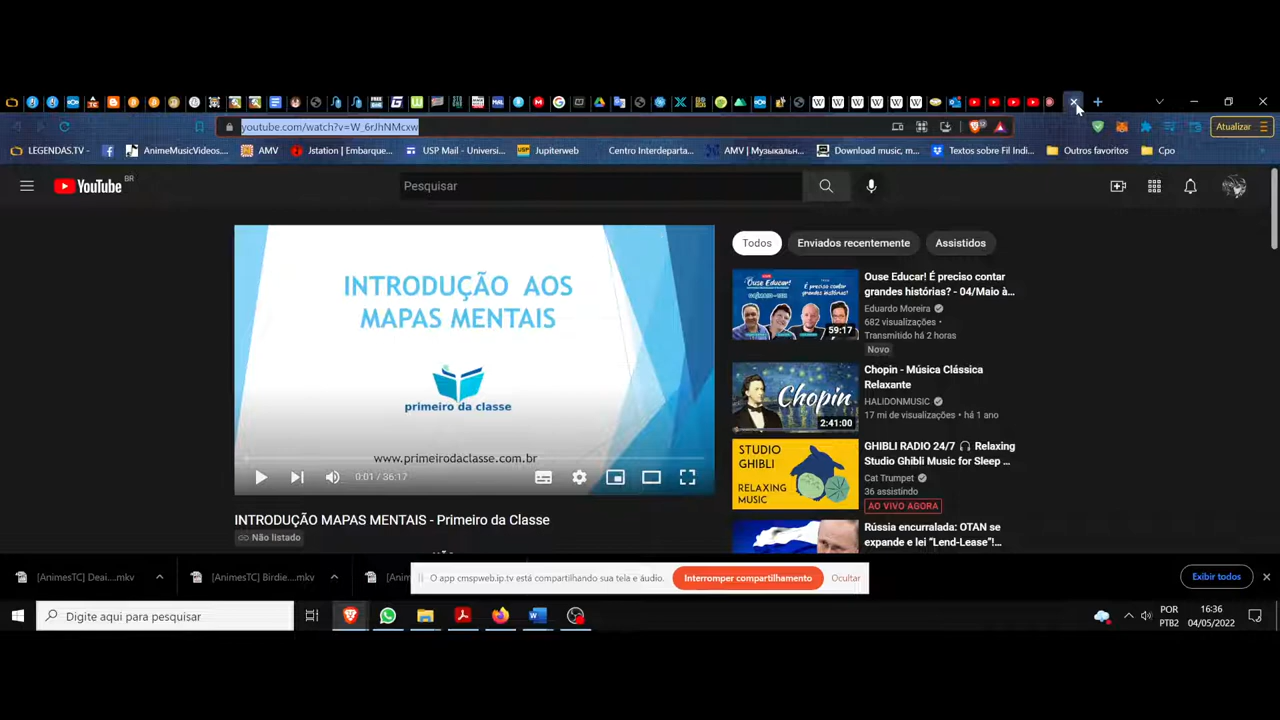 youtube.com/watch?v=W_6rJhNMcxw
Atualizar
LEGENDAS.TV -
AnimeMusicVideos...
AMV
Jstation | Embarque...
USP Mail - Universi...
Jupiterweb
Centro Interdeparta...
AMV | Музыкальн...
Download music, m...
Textos sobre Fil Indi...
Outros favoritos
Cpo
YouTube BR
Pesquisar
INTRODUÇÃO AOS
MAPAS MENTAIS
primeiro da classe
www.primeirodaclasse.com.br
0:01 / 36:17
INTRODUÇÃO MAPAS MENTAIS - Primeiro da Classe
Não listado
Todos
Enviados recentemente
Assistidos
59:17
Ouse Educar! É preciso contar
grandes histórias? - 04/Maio à...
Eduardo Moreira
682 visualizações •
Transmitido há 2 horas
Novo
Chopin
2:41:00
Chopin - Música Clássica
Relaxante
HALIDONMUSIC
17 mi de visualizações • há 1 ano
STUDIO
GHIBLI
RELAXING
MUSIC
GHIBLI RADIO 24/7 🎧 Relaxing
Studio Ghibli Music for Sleep ...
Cat Trumpet
36 assistindo
AO VIVO AGORA
Rússia encurralada: OTAN se
expande e lei “Lend-Lease”!...
[AnimesTC] Deai....mkv
[AnimesTC] Birdie....mkv
O app cmspweb.ip.tv está compartilhando sua tela e áudio.
Interromper compartilhamento
Ocultar
Exibir todos
Digite aqui para pesquisar
POR
PTB2
16:36
04/05/2022